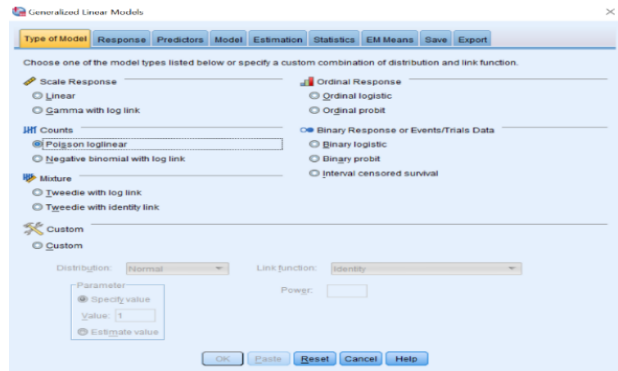 Generalized Linear Models
Type of Model Response Predictors Model Estimation Statistics EM Means Save Export
Choose one of the model types listed below or specify a custom combination of distribution and link function.
Scale Response
Linear
Gamma with log link
Ordinal Response
Ordinal logistic
Ordinal probit
Counts
Poisson loglinear
Negative binomial with log link
Binary Response or Events/Trials Data
Binary logistic
Binary probit
Interval censored survival
Mixture
Tweedie with log link
Tweedie with identity link
Custom
Custom
Distribution: Normal Link function: Identity
Parameter
Specify value
Value: 1
Estimate value
Power:
OK Paste Reset Cancel Help